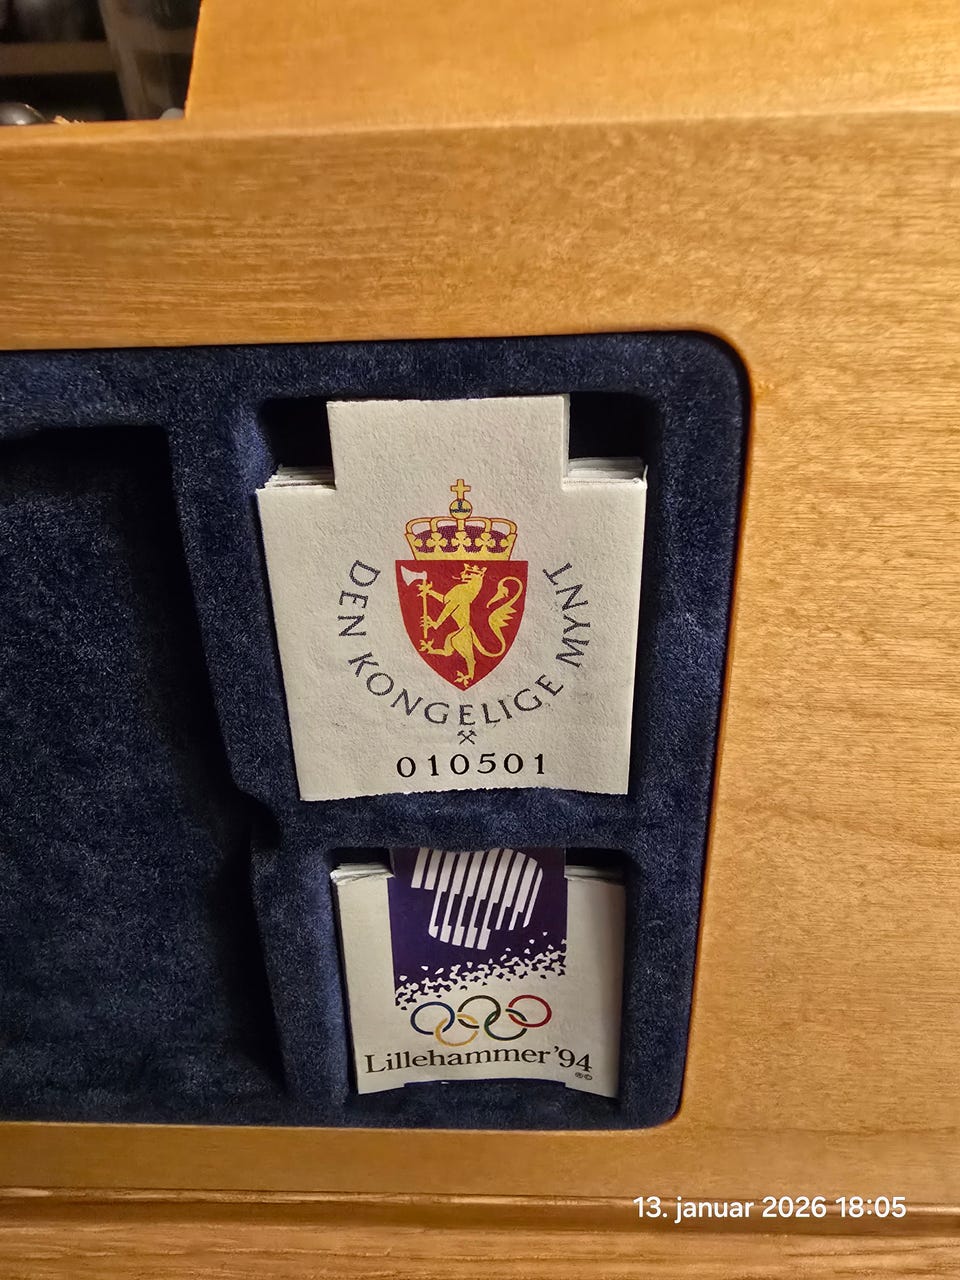 DEN KONGELIGE MYNT
010501
Lillehammer '94
®©
13. januar 2026 18:05